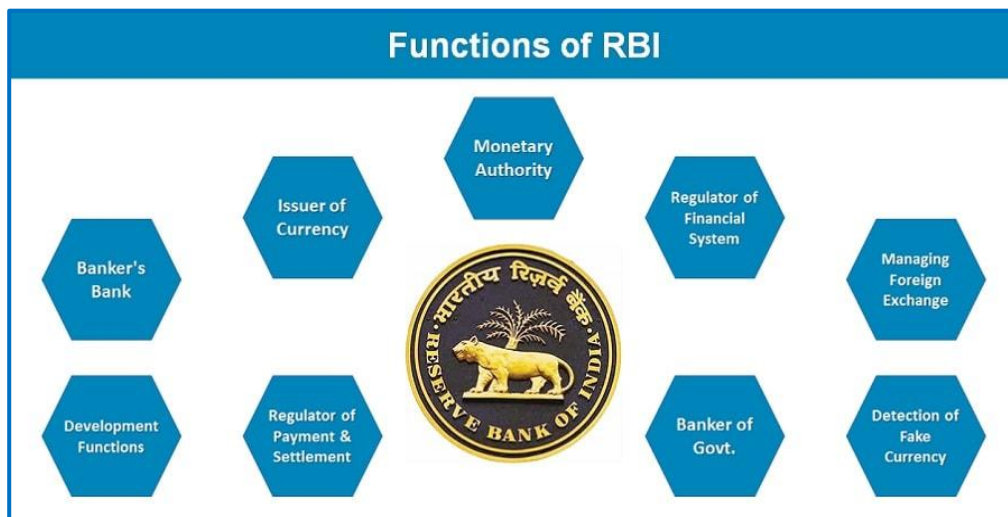 Functions of RBI
Monetary
Authority
Issuer of
Currency
Regulator of
Financial
System
Banker's
Bank
Managing
Foreign
Exchange
भारतीय रिज़र्व बैंक
RESERVE BANK OF INDIA
Development
Functions
Regulator of
Payment &
Settlement
Banker of
Govt.
Detection of
Fake
Currency